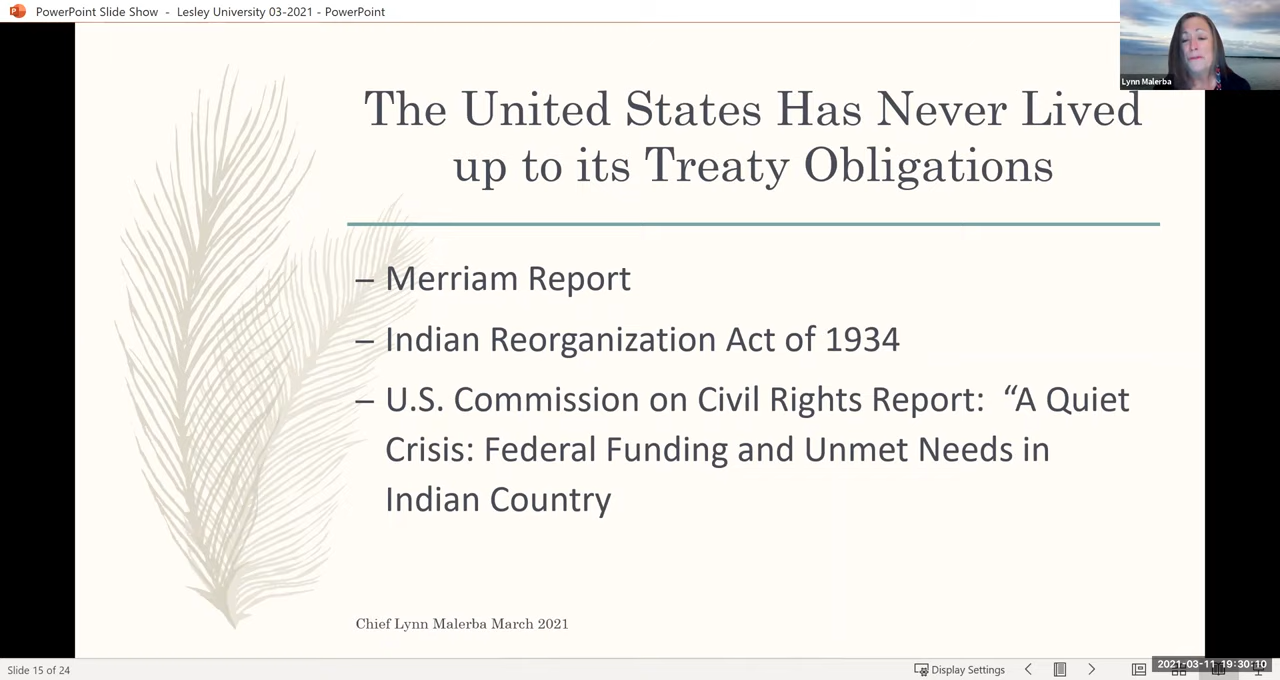 PowerPoint Slide Show - Lesley University 03-2021 - PowerPoint
Lynn Malerba
The United States Has Never Lived
up to its Treaty Obligations
– Merriam Report
– Indian Reorganization Act of 1934
– U.S. Commission on Civil Rights Report: “A Quiet
Crisis: Federal Funding and Unmet Needs in
Indian Country
Chief Lynn Malerba March 2021
Slide 15 of 24
Display Settings
2021-03-11 19:30:10